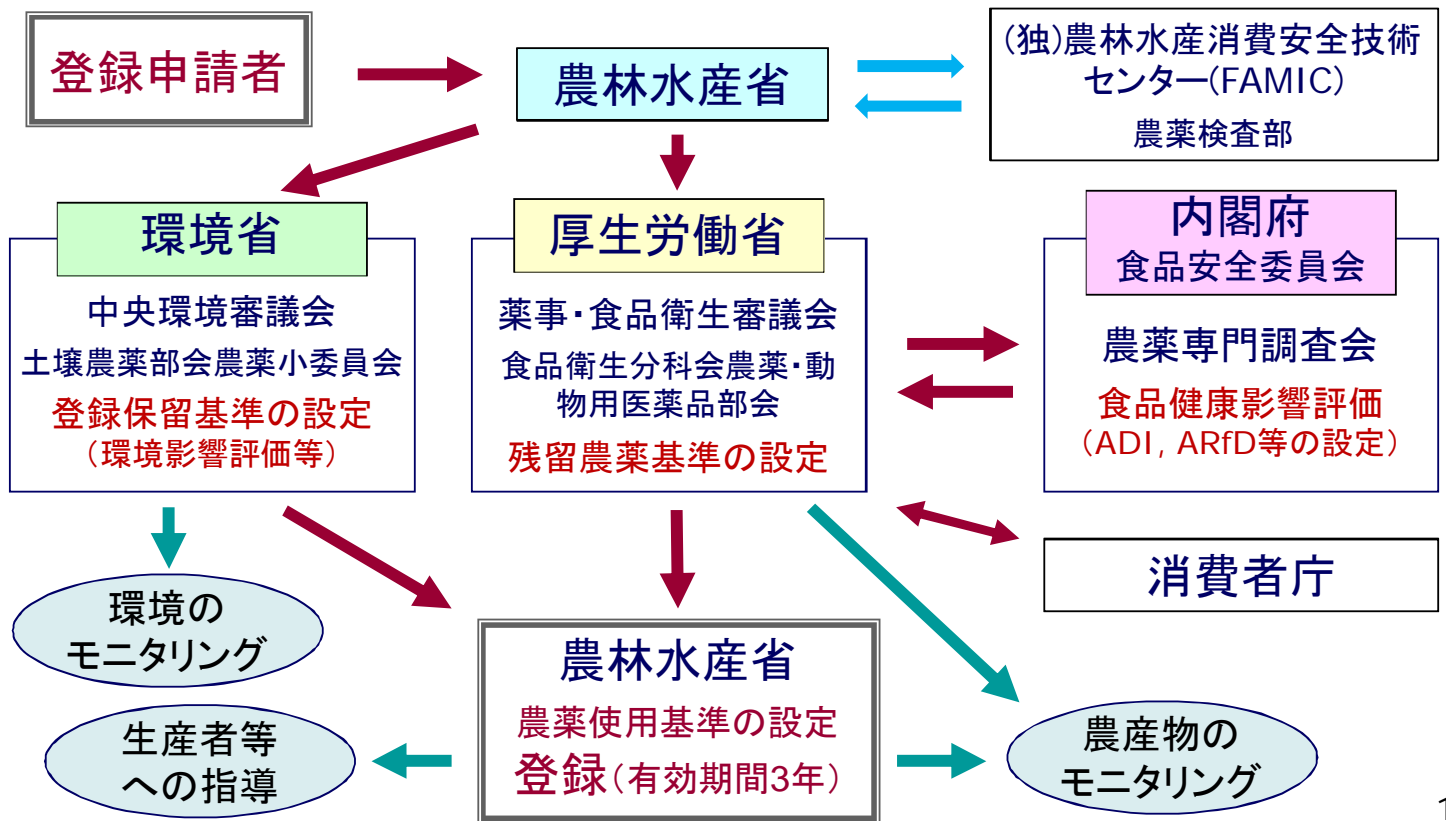 登録申請者
農林水産省
(独)農林水産消費安全技術
センター(FAMIC)
農薬検査部
環境省
中央環境審議会
土壌農薬部会農薬小委員会
登録保留基準の設定
(環境影響評価等)
厚生労働省
薬事・食品衛生審議会
食品衛生分科会農薬・動
物用医薬品部会
残留農薬基準の設定
内閣府
食品安全委員会
農薬専門調査会
食品健康影響評価
(ADI, ARfD等の設定)
消費者庁
環境の
モニタリング
農林水産省
農薬使用基準の設定
登録(有効期間3年)
生産者等
への指導
農産物の
モニタリング
1